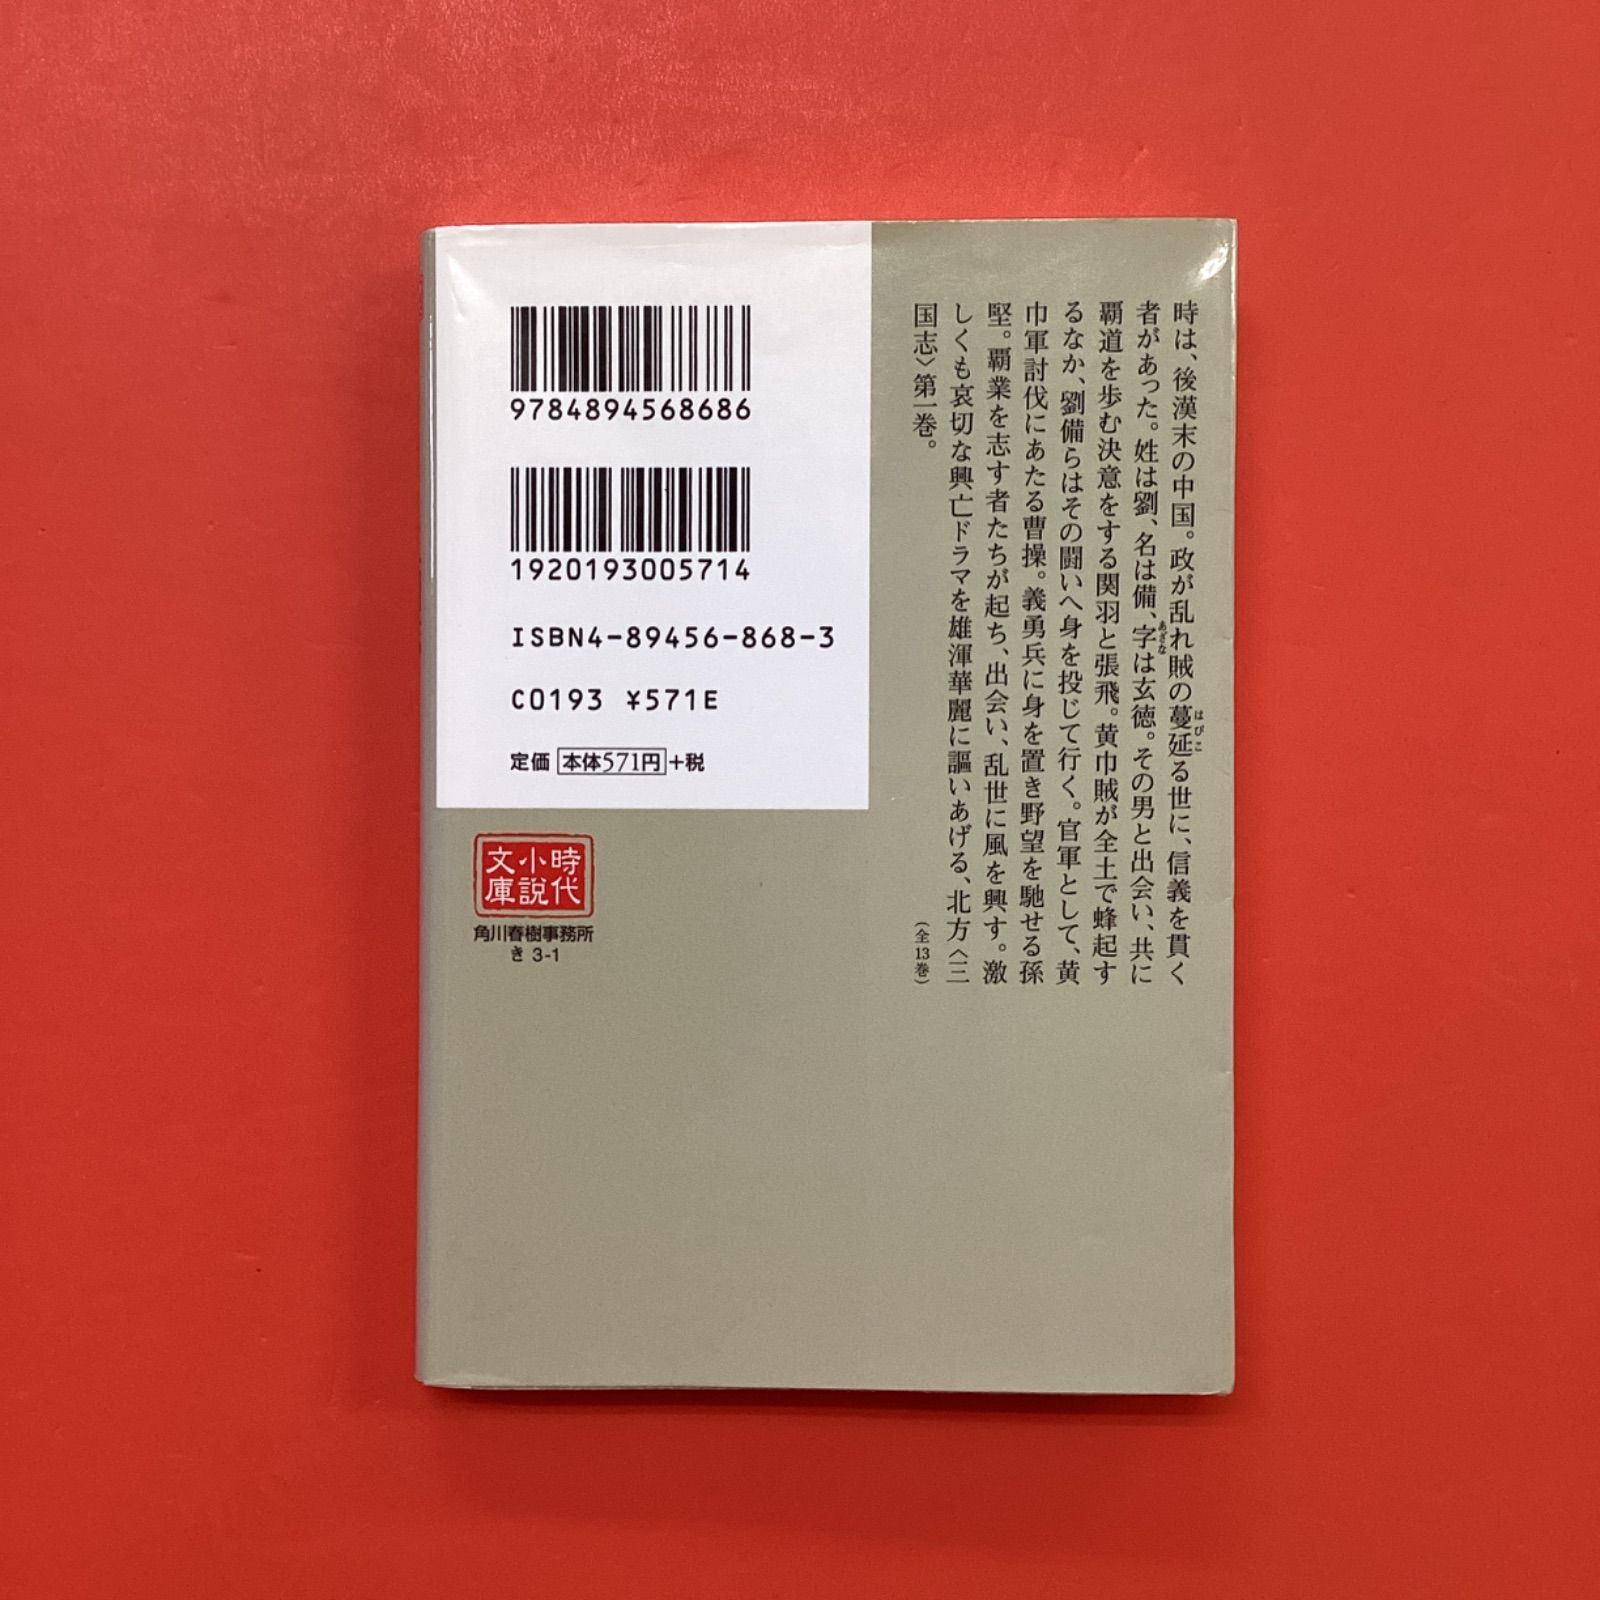 時は、後漢末の中国。政が乱れ賊の蔓延る世に、信義を貫く
はびこ
者があった。姓は劉、名は備、字は玄徳。その男と出会い、共に
あざな
覇道を歩む決意をする関羽と張飛。黄巾賊が全土で蜂起す
るなか、劉備らはその闘いへ身を投じて行く。官軍として、黄
巾軍討伐にあたる曹操。義勇兵に身を置き野望を馳せる孫
堅。覇業を志す者たちが起ち、出会い、乱世に風を興す。激
しくも哀切な興亡ドラマを雄渾華麗に謳いあげる、北方〈三
国志〉第一巻。
（全13巻）
9784894568686
1920193005714
ISBN4-89456-868-3
C0193 ¥571E
定価 本体571円+税
時代
小説
文庫
角川春樹事務所
き 3-1